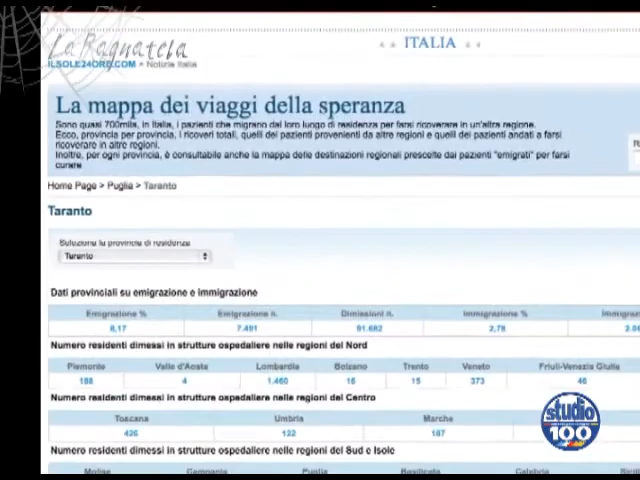 La Ragnatela
ITALIA
ILSOLE24ORE.COM > Notizie Italia
La mappa dei viaggi della speranza
Sono quasi 700mila, in Italia, i pazienti che migrano dal loro luogo di residenza per farsi ricoverare in un'altra regione.
Ecco, provincia per provincia, i ricoveri totali, quelli dei pazienti provenienti da altre regioni e quelli dei pazienti andati a farsi
ricoverare in altre regioni.
Inoltre, per ogni provincia, è consultabile anche la mappa delle destinazioni regionali prescelte dai pazienti "emigrati" per farsi
curare
Home Page > Puglia > Taranto
Taranto
Seleziona la provincia di residenza
Taranto
Dati provinciali su emigrazione e immigrazione
Emigrazione % Emigrazione n. Dimissioni n. Immigrazione %
8,17 7.491 91.682 2,78
Numero residenti dimessi in strutture ospedaliere nelle regioni del Nord
Piemonte Valle d'Aosta Lombardia Bolzano Trento Veneto Friuli-Venezia Giulia
188 4 1.460 16 15 373 46
Numero residenti dimessi in strutture ospedaliere nelle regioni del Centro
Toscana Umbria Marche
426 122 187
Numero residenti dimessi in strutture ospedaliere nelle regioni del Sud e Isole
Molise Campania Puglia Basilicata Calabria
studio
100